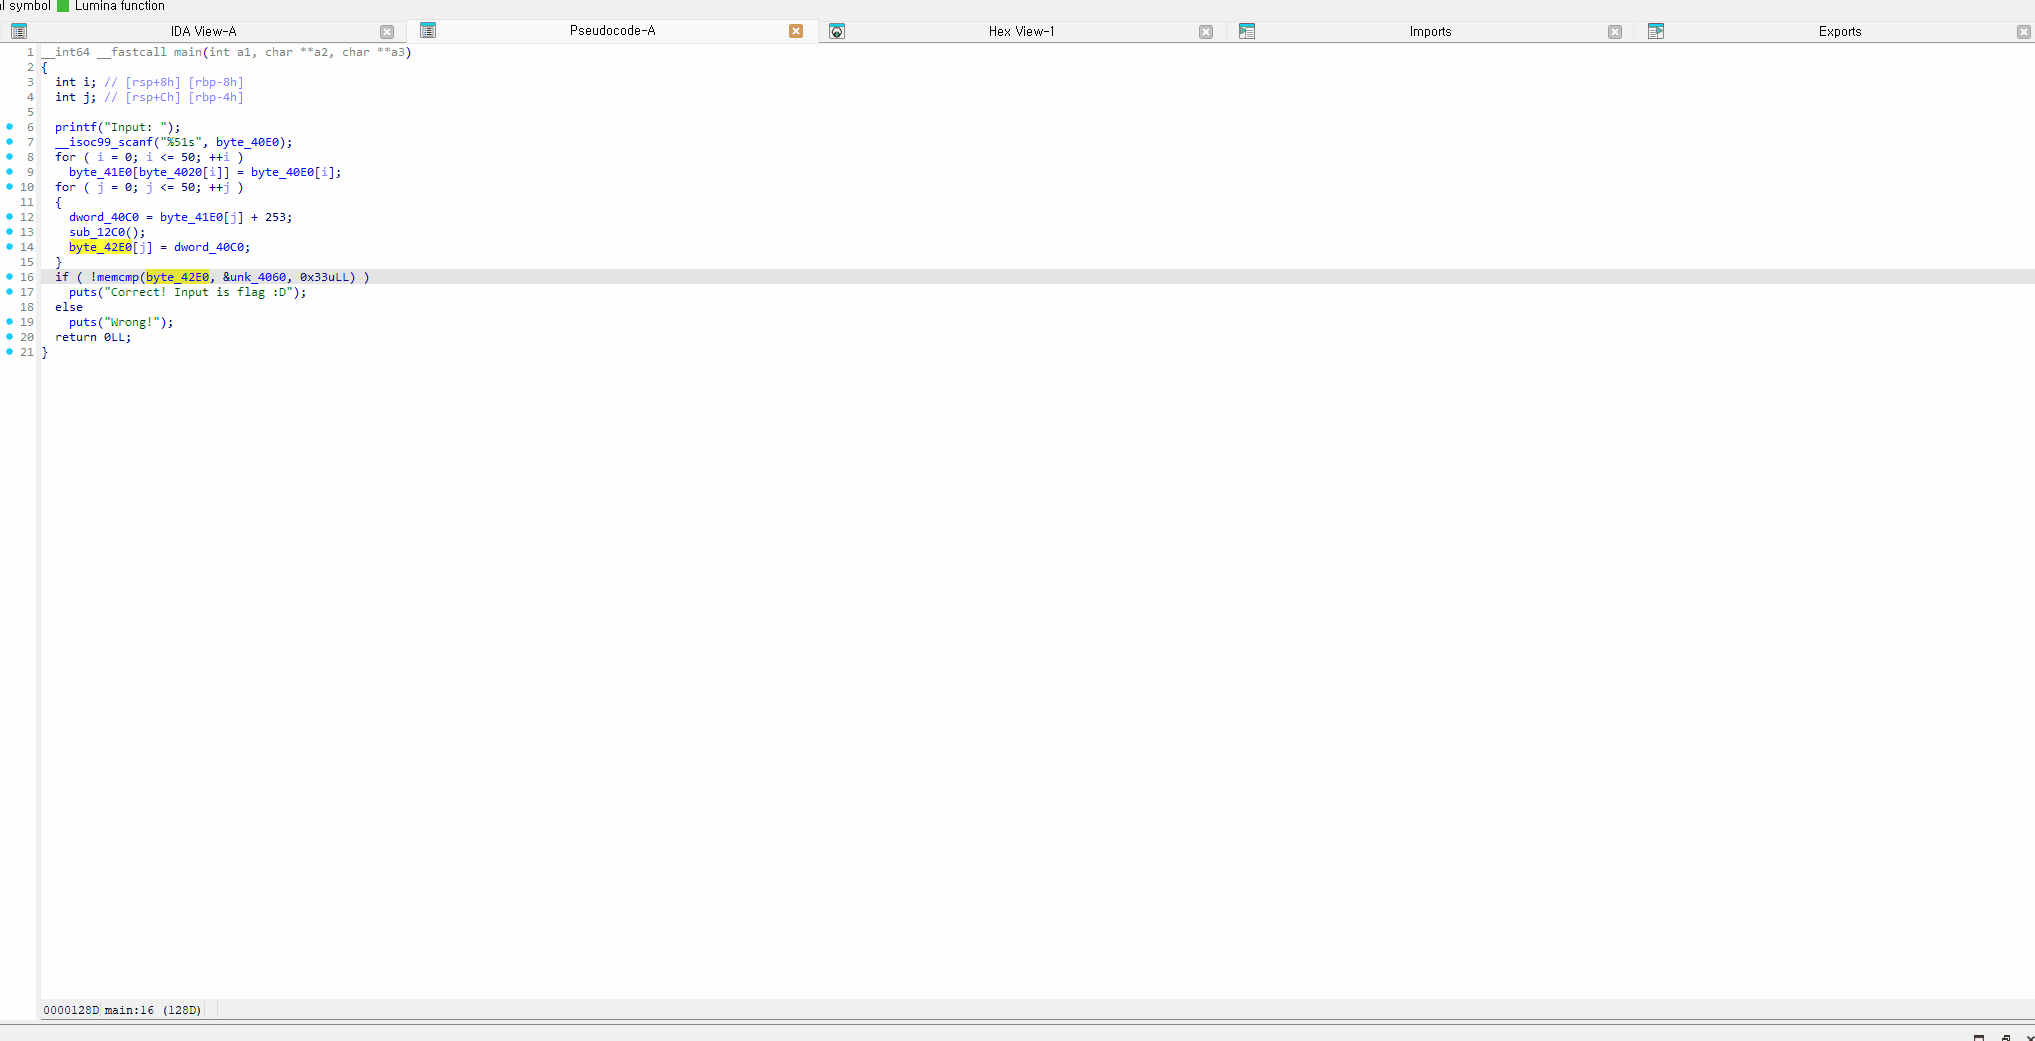 l symbol Lumina function
IDA View-A Pseudocode-A Hex View-1 Imports Exports
1 __int64 __fastcall main(int a1, char **a2, char **a3)
2 {
3 int i; // [rsp+8h] [rbp-8h]
4 int j; // [rsp+Ch] [rbp-4h]
5
6 printf("Input: ");
7 __isoc99_scanf("%51s", byte_40E0);
8 for ( i = 0; i <= 50; ++i )
9 byte_41E0[byte_4020[i]] = byte_40E0[i];
10 for ( j = 0; j <= 50; ++j )
11 {
12 dword_40C0 = byte_41E0[j] + 253;
13 sub_12C0();
14 byte_42E0[j] = dword_40C0;
15 }
16 if ( !memcmp(byte_42E0, &unk_4060, 0x33uLL) )
17 puts("Correct! Input is flag :D");
18 else
19 puts("Wrong!");
20 return 0LL;
21 }
0000128D main:16 (128D)